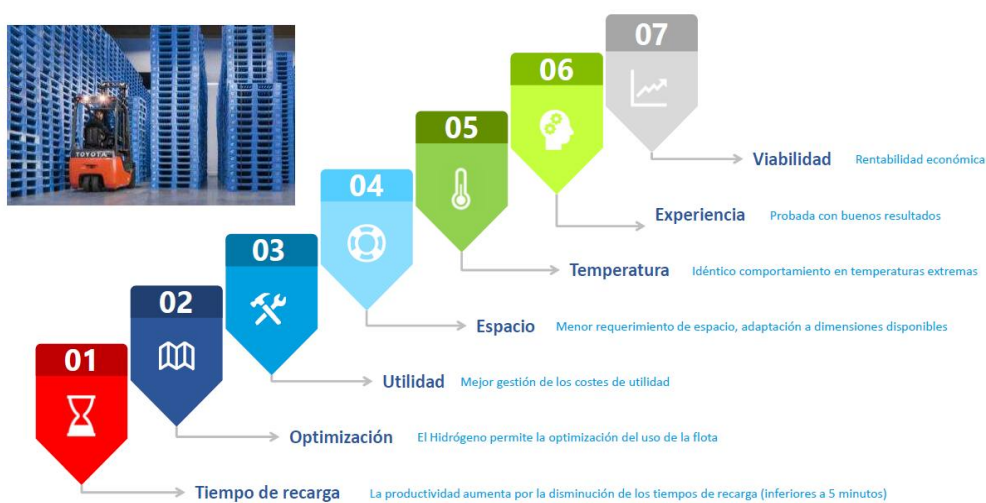 07
06
05
04
03
02
01
TOYOTA
Viabilidad Rentabilidad económica
Experiencia Probada con buenos resultados
Temperatura Idéntico comportamiento en temperaturas extremas
Espacio Menor requerimiento de espacio, adaptación a dimensiones disponibles
Utilidad Mejor gestión de los costes de utilidad
Optimización El Hidrógeno permite la optimización del uso de la flota
Tiempo de recarga La productividad aumenta por la disminución de los tiempos de recarga (inferiores a 5 minutos)